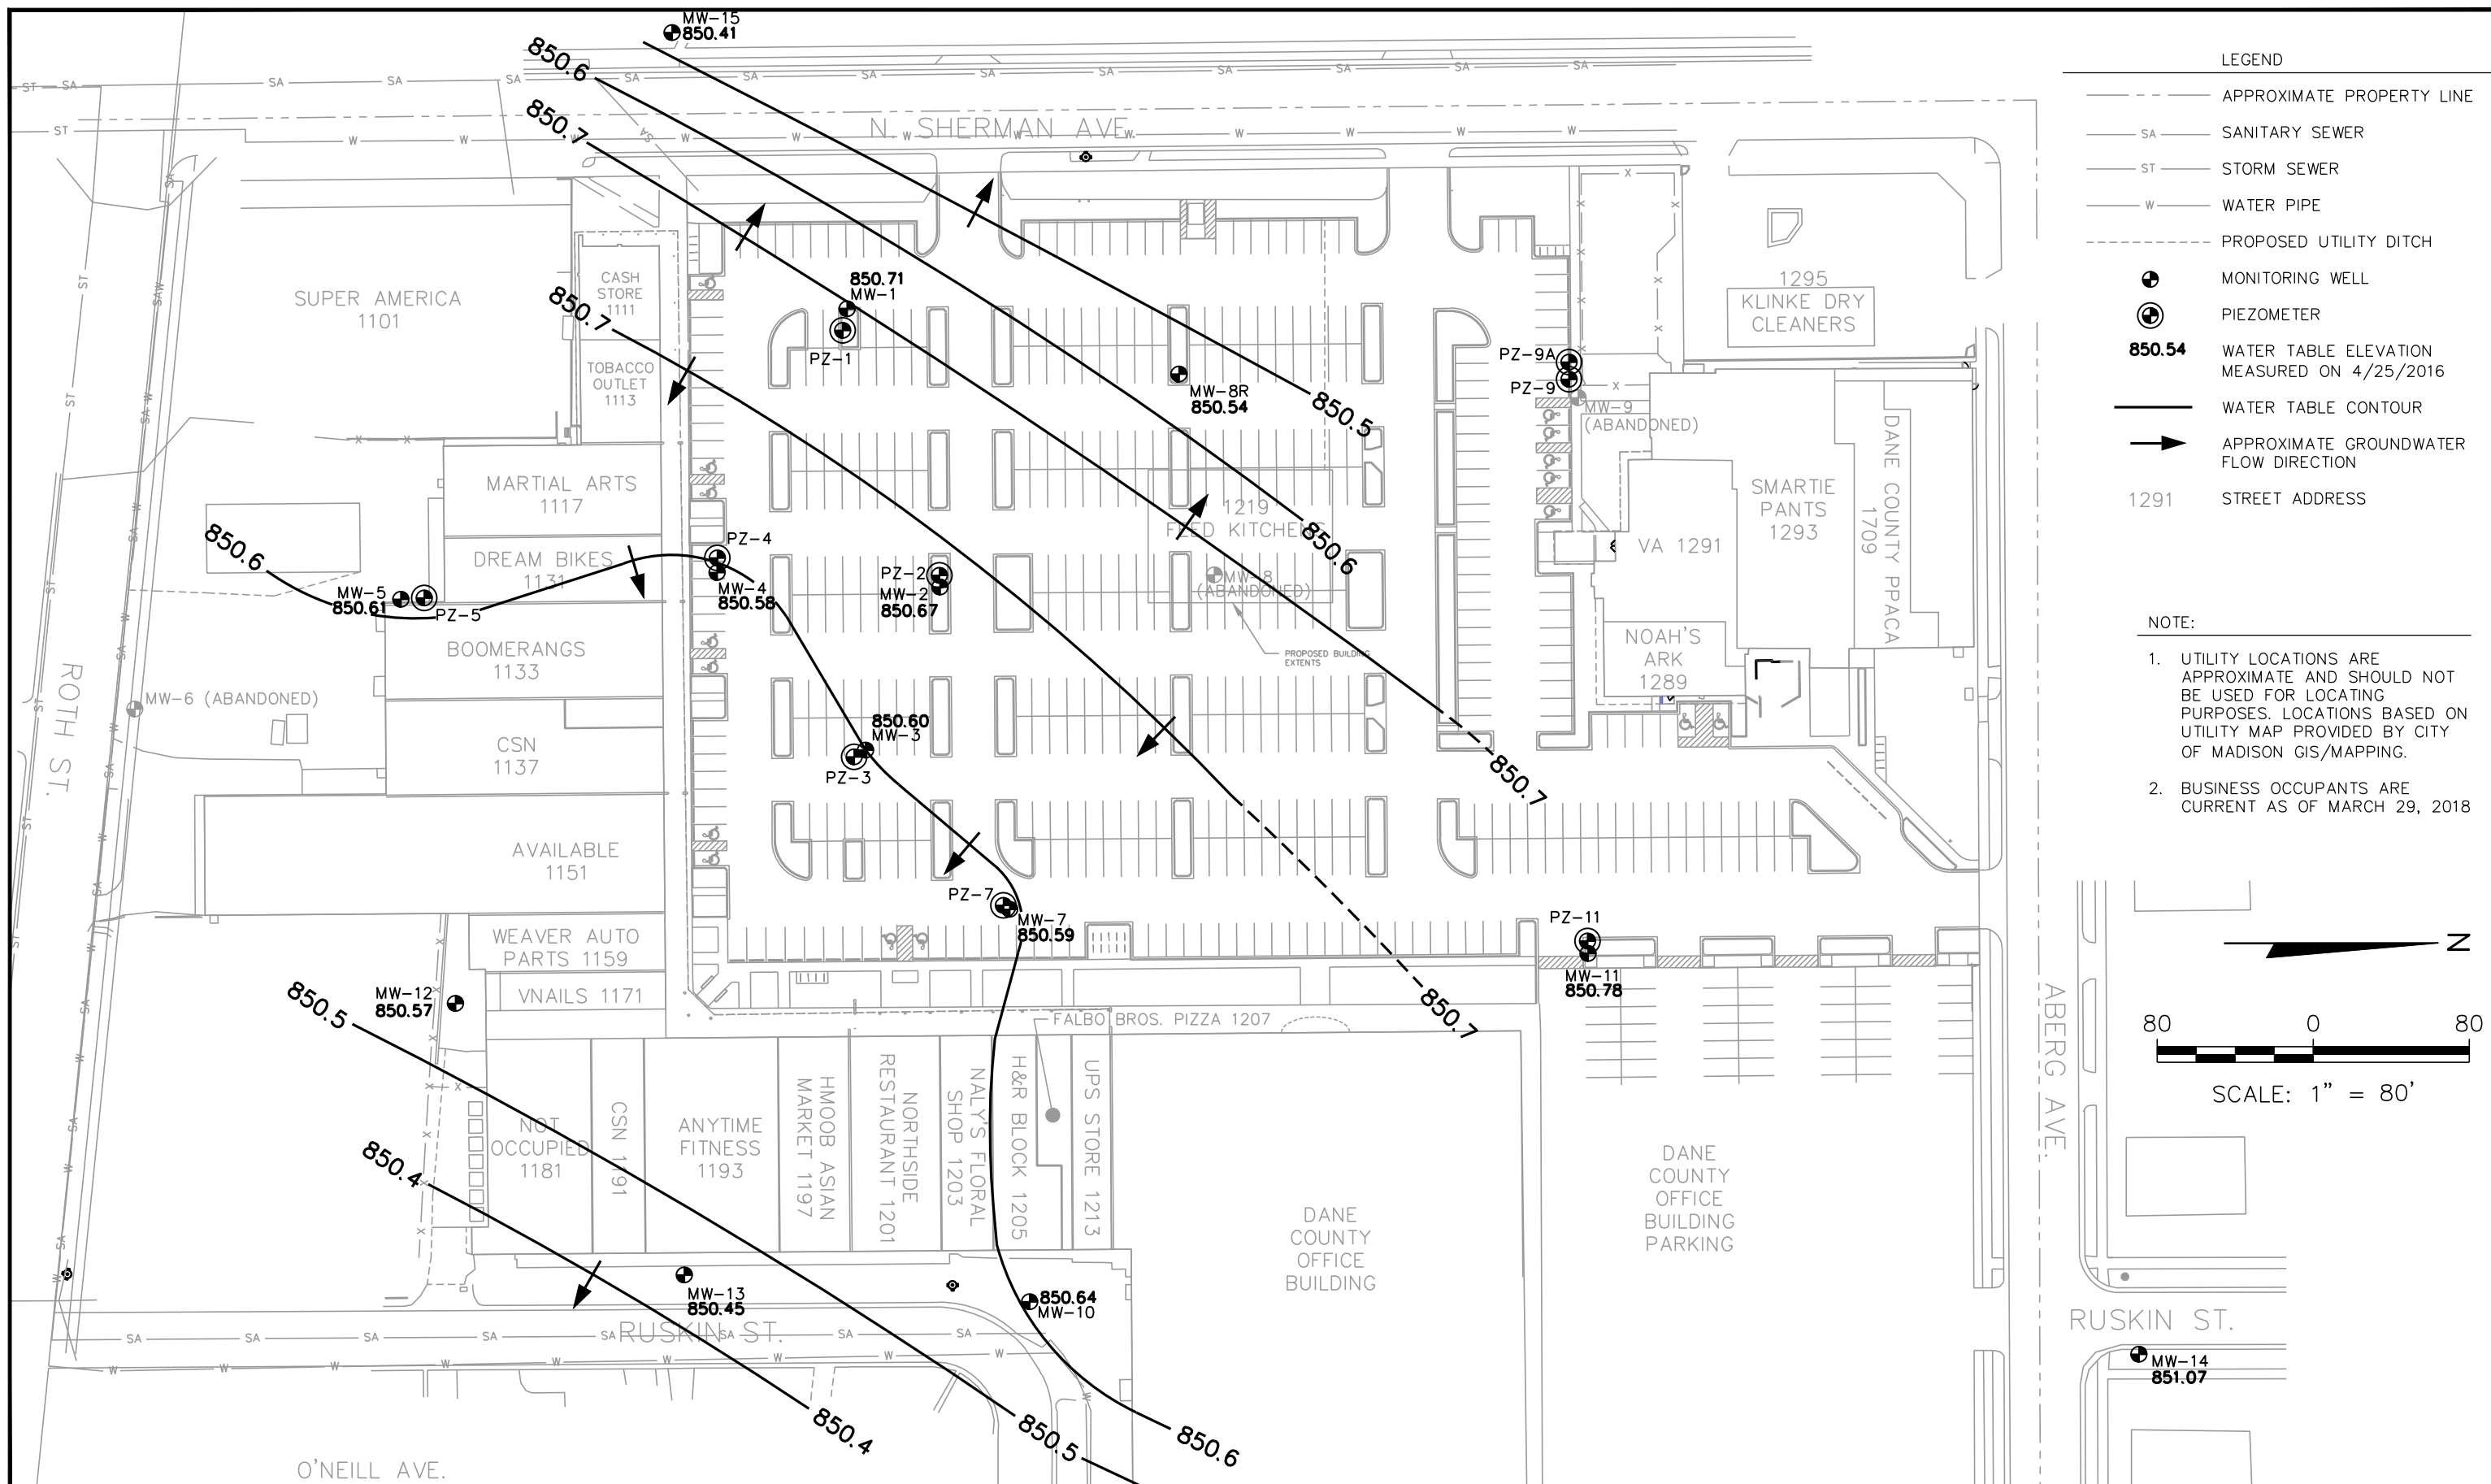 MW-15
850.41
850.6
850.7
N. SHERMAN AVE
SUPER AMERICA
1101
CASH
STORE
1111
TOBACCO
OUTLET
1113
850.7
850.71
MW-1
PZ-1
MW-8R
850.54
850.5
PZ-9A
PZ-9
MW-9
(ABANDONED)
1295
KLINKE DRY
CLEANERS
MARTIAL ARTS
1117
DREAM BIKES
1131
BOOMERANGS
1133
CSN
1137
AVAILABLE
1151
WEAVER AUTO
PARTS 1159
VNAILS 1171
850.6
MW-5
850.61
PZ-5
MW-6 (ABANDONED)
ROTH ST.
PZ-4
MW-4
850.58
PZ-2
MW-2
850.67
1219
FEED KITCHENS
MW-8
(ABANDONED)
PROPOSED BUILDING
EXTENTS
850.6
850.60
MW-3
PZ-3
850.7
VA 1291
SMARTIE
PANTS
1293
DANE COUNTY PPACA
1709
NOAH'S
ARK
1289
PZ-7
MW-7
850.59
PZ-11
MW-11
850.78
850.7
MW-12
850.57
850.5
850.4
FALBO BROS. PIZZA 1207
NOT
OCCUPIED
1181
CSN 1191
ANYTIME
FITNESS
1193
HMOOB ASIAN
MARKET 1197
NORTHSIDE
RESTAURANT 1201
NALY'S FLORAL
SHOP 1203
H&R BLOCK 1205
UPS STORE 1213
DANE
COUNTY
OFFICE
BUILDING
DANE
COUNTY
OFFICE
BUILDING
PARKING
ABERG AVE.
MW-13
850.45
850.64
MW-10
RUSKIN ST.
RUSKIN ST.
MW-14
851.07
850.4
850.5
850.6
O'NEILL AVE.
LEGEND
APPROXIMATE PROPERTY LINE
SA SANITARY SEWER
ST STORM SEWER
W WATER PIPE
PROPOSED UTILITY DITCH
MONITORING WELL
PIEZOMETER
850.54 WATER TABLE ELEVATION
MEASURED ON 4/25/2016
WATER TABLE CONTOUR
APPROXIMATE GROUNDWATER
FLOW DIRECTION
1291 STREET ADDRESS
NOTE:
1. UTILITY LOCATIONS ARE
APPROXIMATE AND SHOULD NOT
BE USED FOR LOCATING
PURPOSES. LOCATIONS BASED ON
UTILITY MAP PROVIDED BY CITY
OF MADISON GIS/MAPPING.
2. BUSINESS OCCUPANTS ARE
CURRENT AS OF MARCH 29, 2018
N
80 0 80
SCALE: 1" = 80'